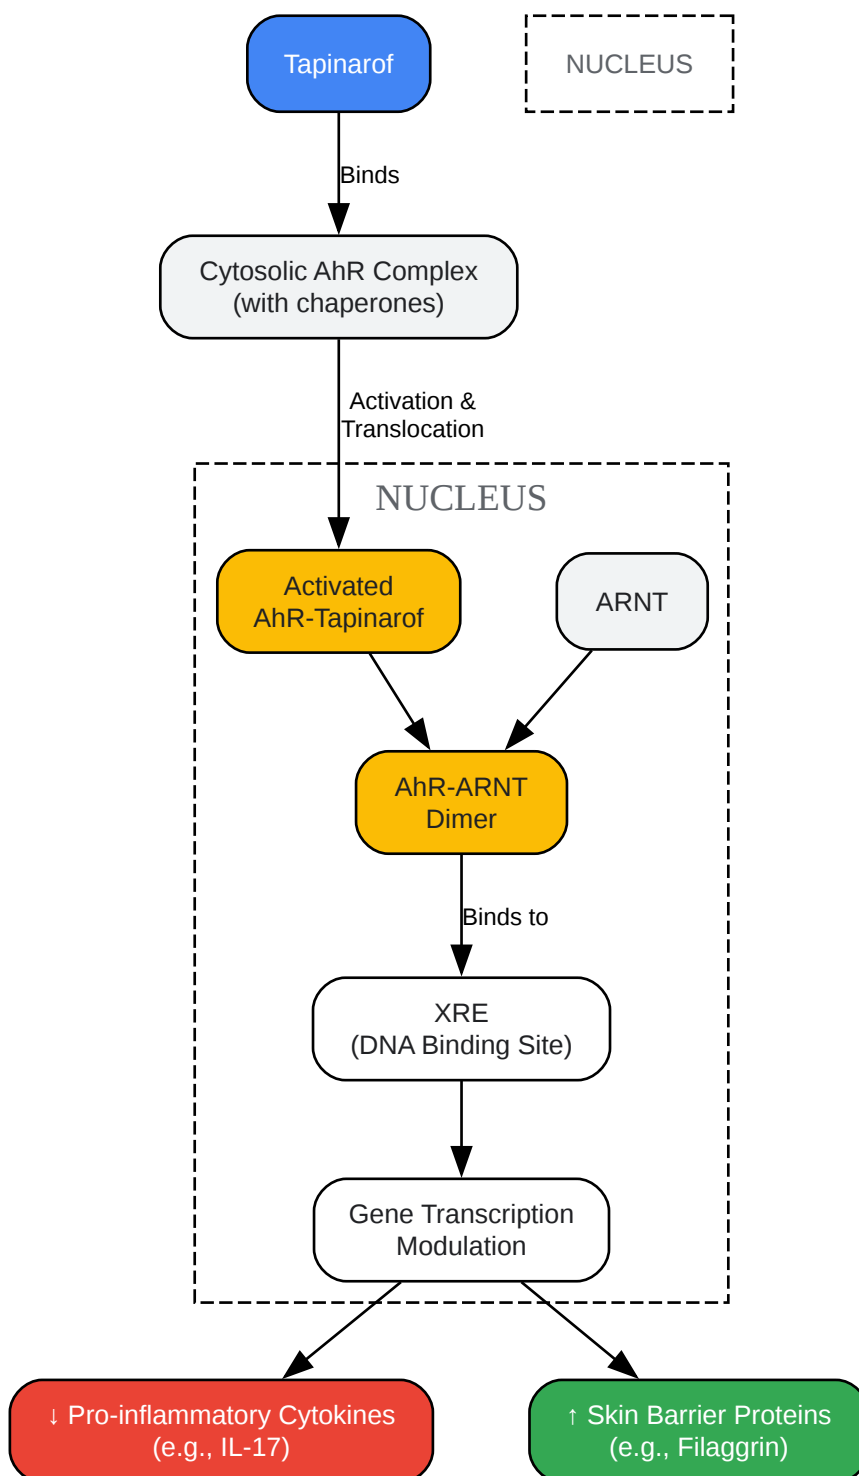 Tapinarof
NUCLEUS
Binds
Cytosolic AhR Complex
(with chaperones)
Activation &
Translocation
NUCLEUS
Activated
AhR-Tapinarof
ARNT
AhR-ARNT
Dimer
Binds to
XRE
(DNA Binding Site)
Gene Transcription
Modulation
↓ Pro-inflammatory Cytokines
(e.g., IL-17)
↑ Skin Barrier Proteins
(e.g., Filaggrin)